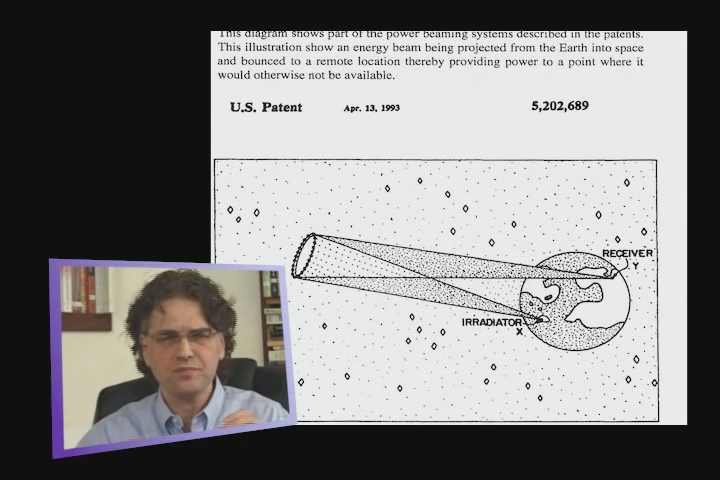 This diagram shows part of the power beaming systems described in the patents.
This illustration show an energy beam being projected from the Earth into space
and bounced to a remote location thereby providing power to a point where it
would otherwise not be available.
U.S. Patent Apr. 13, 1993 5,202,689
RECEIVER
Y
IRRADIATOR
X